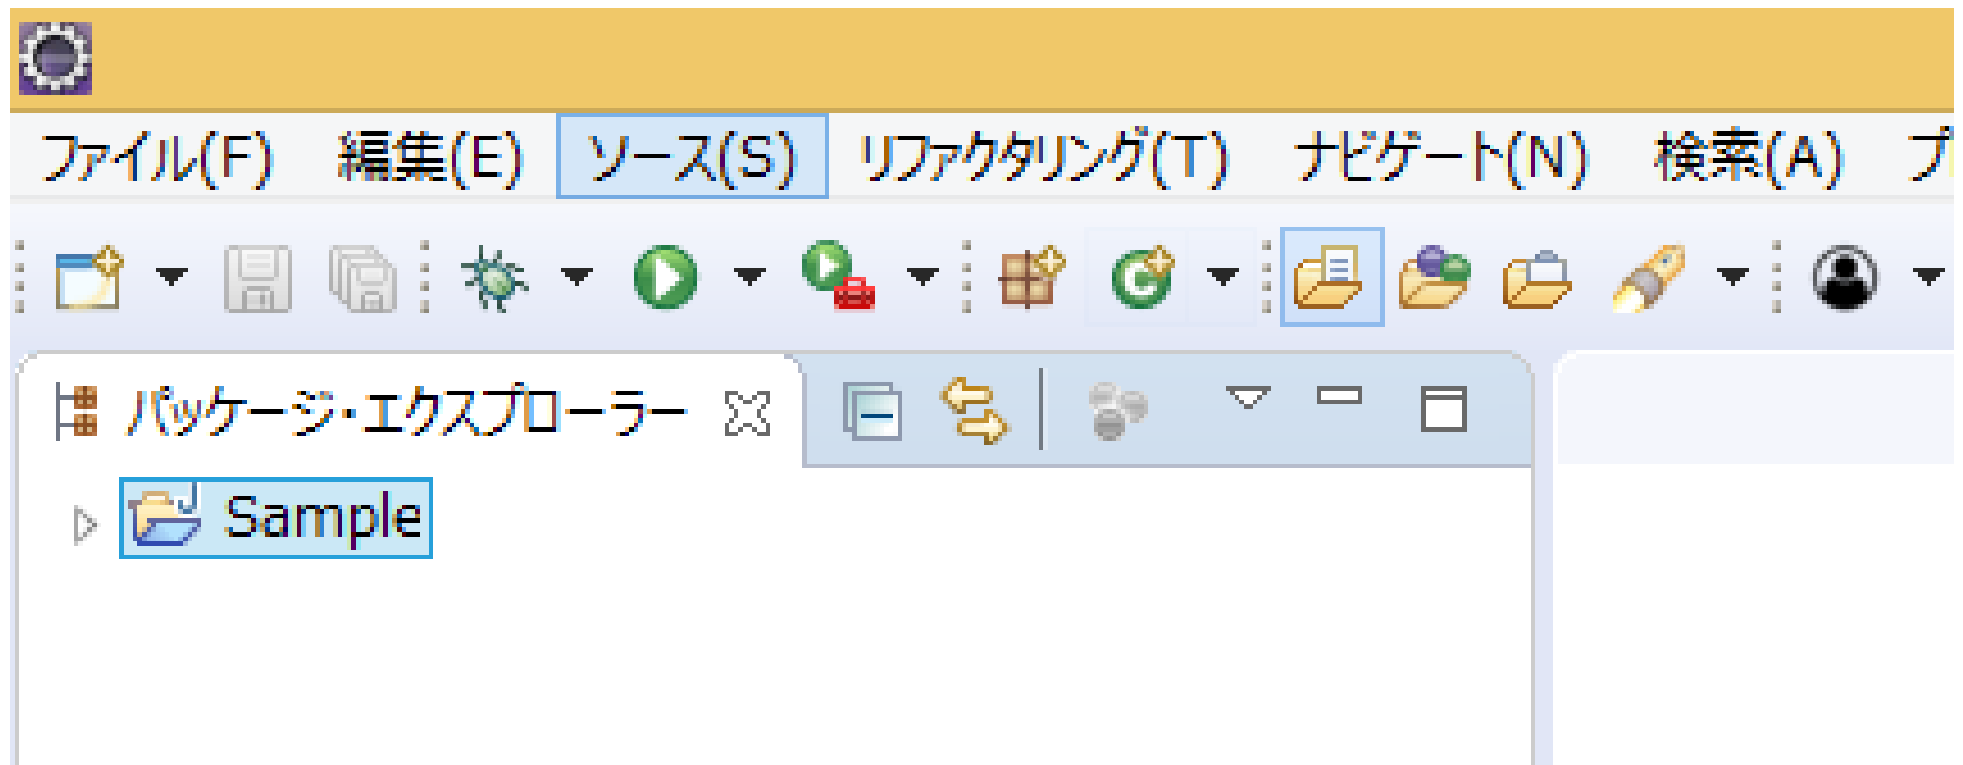 ファイル(F) 編集(E) ソース(S) リファクタリング(T) ナビゲート(N) 検索(A) プ
パッケージ・エクスプローラー
Sample